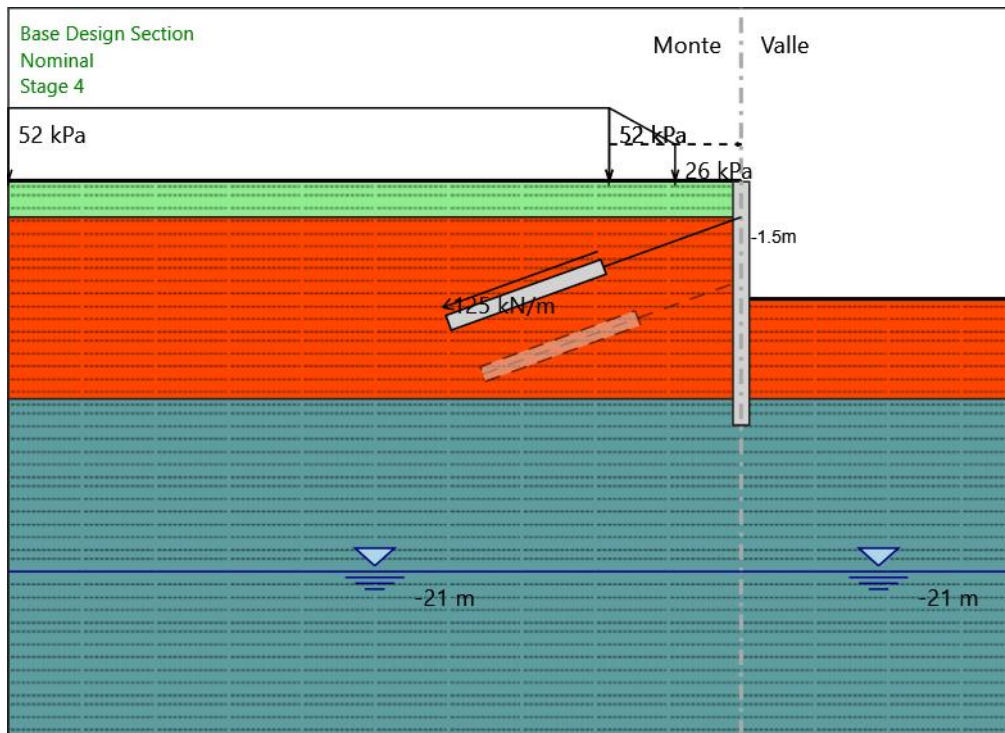 Base Design Section
Nominal
Stage 4
Monte
Valle
52 kPa
52 kPa
26 kPa
-1.5m
125 kN/m
-21 m
-21 m